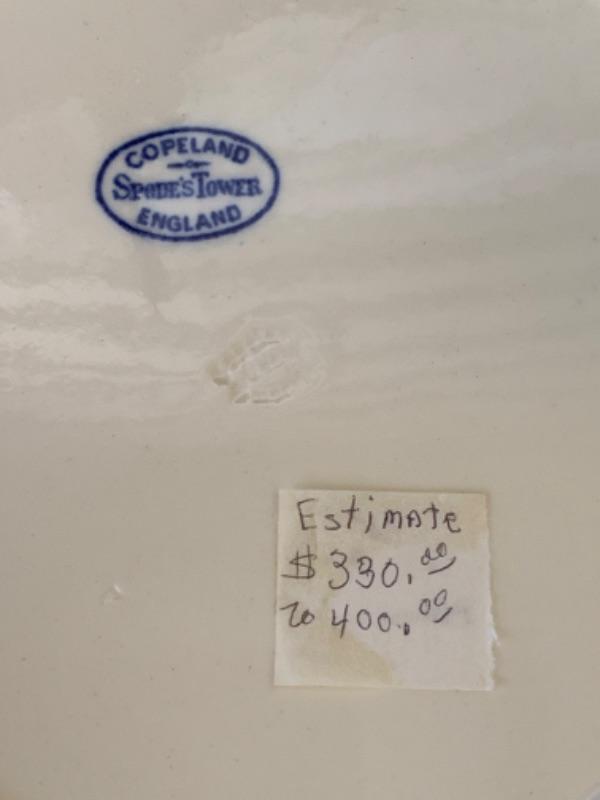 COPELAND
SPODE'S TOWER
ENGLAND
Estimate
$330.00
to 400.00